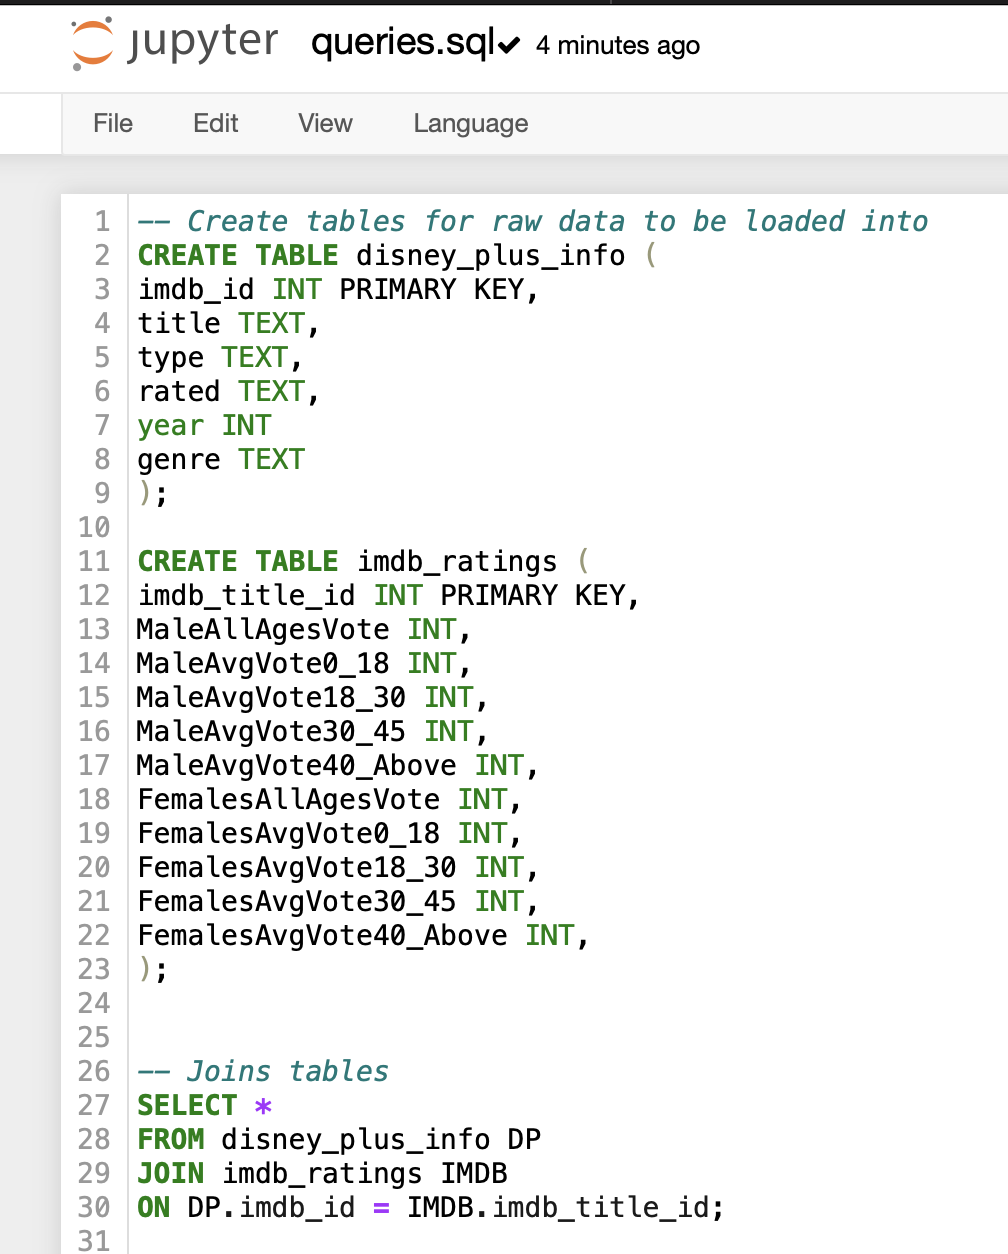 jupyter queries.sql✔ 4 minutes ago
File Edit View Language
1 -- Create tables for raw data to be loaded into
2 CREATE TABLE disney_plus_info (
3 imdb_id INT PRIMARY KEY,
4 title TEXT,
5 type TEXT,
6 rated TEXT,
7 year INT
8 genre TEXT
9 );
10
11 CREATE TABLE imdb_ratings (
12 imdb_title_id INT PRIMARY KEY,
13 MaleAllAgesVote INT,
14 MaleAvgVote0_18 INT,
15 MaleAvgVote18_30 INT,
16 MaleAvgVote30_45 INT,
17 MaleAvgVote40_Above INT,
18 FemalesAllAgesVote INT,
19 FemalesAvgVote0_18 INT,
20 FemalesAvgVote18_30 INT,
21 FemalesAvgVote30_45 INT,
22 FemalesAvgVote40_Above INT,
23 );
24
25
26 -- Joins tables
27 SELECT *
28 FROM disney_plus_info DP
29 JOIN imdb_ratings IMDB
30 ON DP.imdb_id = IMDB.imdb_title_id;
31